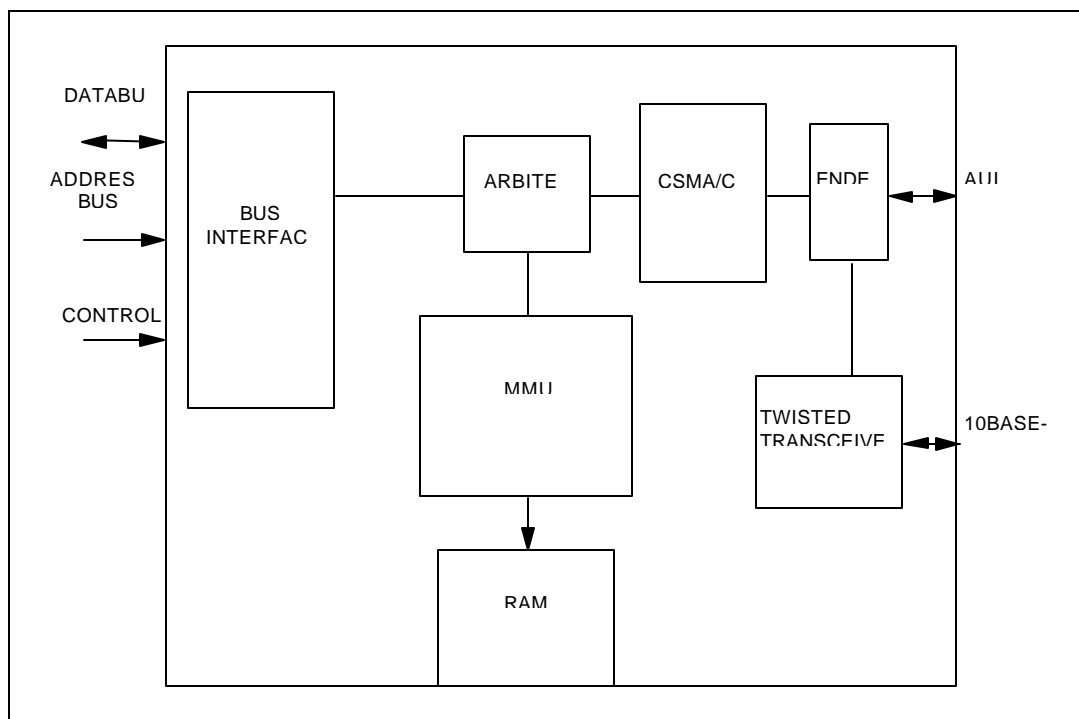 DATABU
ADDRES
BUS
CONTROL
BUS
INTERFAC
ARBITE
CSMA/C
ENDE
AUI
MMU
TWISTED
TRANSCEIVE
10BASE-
RAM